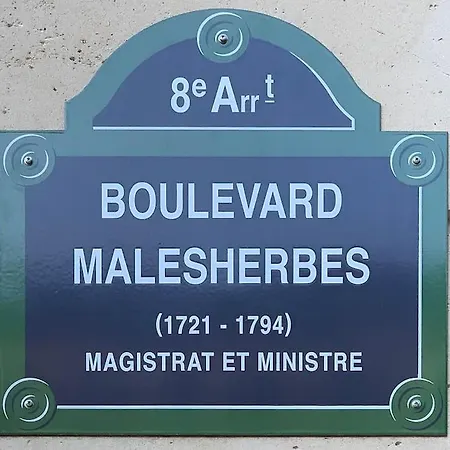 8e Arrt
BOULEVARD
MALESHERBES
(1721 - 1794)
MAGISTRAT ET MINISTRE